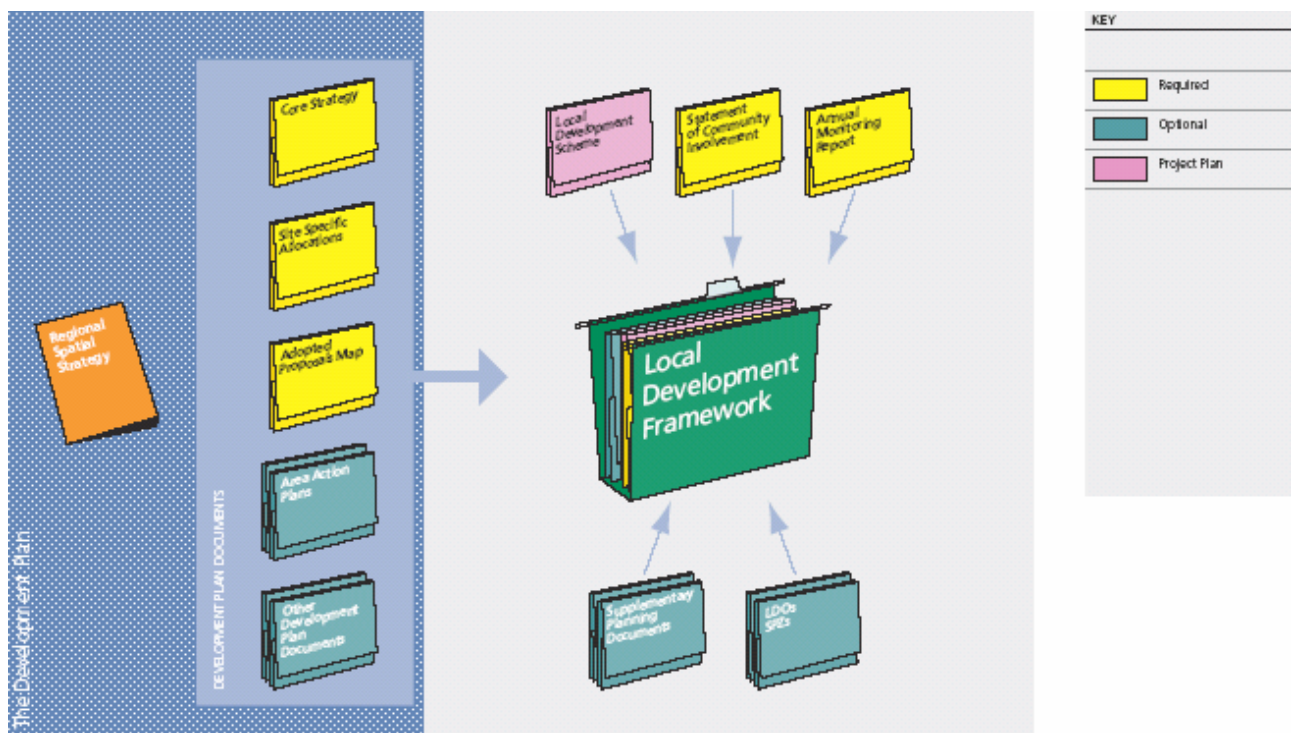 The Development Plan
Regional
Spatial
Strategy
DEVELOPMENT PLAN DOCUMENTS
Core Strategy
Site Specific
Allocations
Adopted
Proposals Map
Area Action
Plans
Other
Development
Plan
Documents
Local
Development
Scheme
Statement
of Community
Involvement
Annual
Monitoring
Report
Local
Development
Framework
Supplementary
Planning
Documents
LDOs
SPZs
KEY
Required
Optional
Project Plan